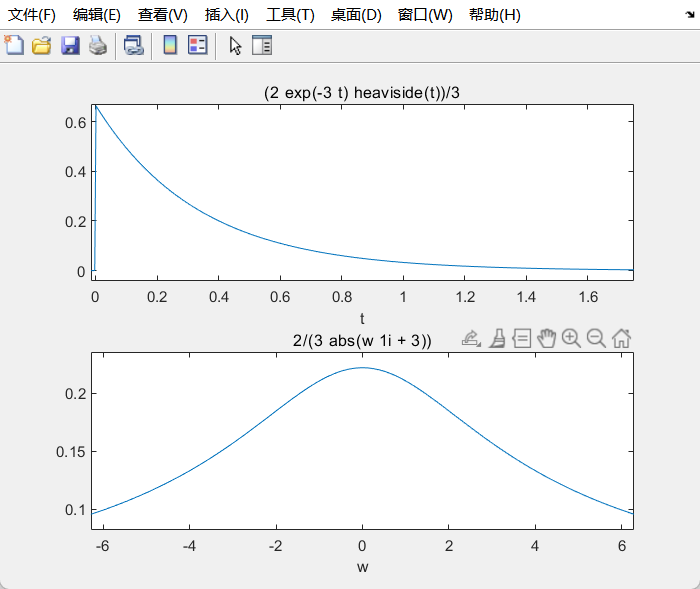 文件(F) 编辑(E) 查看(V) 插入(I) 工具(T) 桌面(D) 窗口(W) 帮助(H)
(2 exp(-3 t) heaviside(t))/3
0.6
0.4
0.2
0
0 0.2 0.4 0.6 0.8 1 1.2 1.4 1.6
t
2/(3 abs(w 1i + 3))
0.2
0.15
0.1
-6 -4 -2 0 2 4 6
w